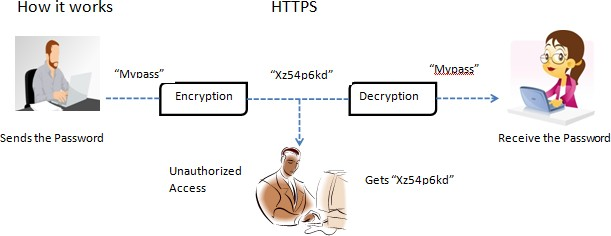 How it works
HTTPS
"Mypass"
"Xz54p6kd"
"Mypass"
Encryption
Decryption
Sends the Password
Receive the Password
Unauthorized
Access
Gets "Xz54p6kd"